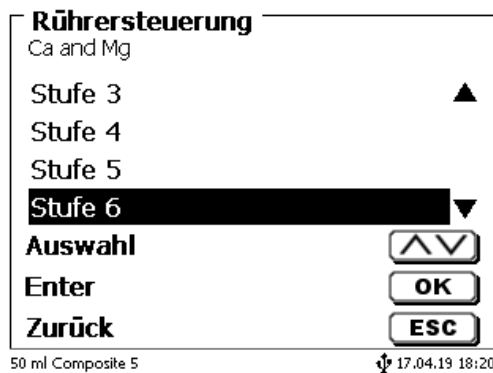 Rührersteuerung
Ca and Mg
Stufe 3
Stufe 4
Stufe 5
Stufe 6
Auswahl
Enter OK
Zurück ESC
50 ml Composite 5 17.04.19 18:20